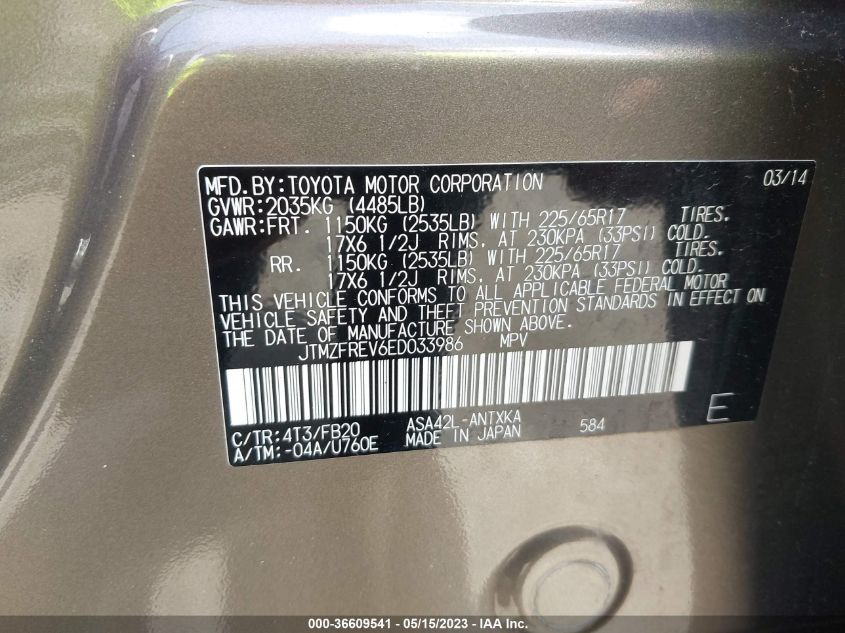 MFD.BY:TOYOTA MOTOR CORPORATION 03/14
GVWR:2035KG (4485LB)
GAWR:FRT. 1150KG (2535LB) WITH 225/65R17 TIRES.
17X6 1/2J RIMS, AT 230KPA (33PSI) COLD.
RR. 1150KG (2535LB) WITH 225/65R17 TIRES.
17X6 1/2J RIMS, AT 230KPA (33PSI) COLD.
THIS VEHICLE CONFORMS TO ALL APPLICABLE FEDERAL MOTOR
VEHICLE SAFETY AND THEFT PREVENTION STANDARDS IN EFFECT ON
THE DATE OF MANUFACTURE SHOWN ABOVE.
JTMZFREV6ED033986 MPV
C/TR:4T3/FB20 ASA42L-ANTXKA 584 E
A/TM:-04A/U760E MADE IN JAPAN
000-36609541 - 05/15/2023 - IAA Inc.